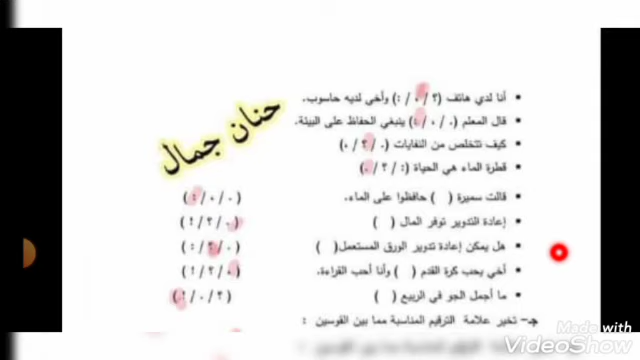 • أنا لدي هاتف (؟ / ، / :) وأخي لديه حاسوب.
• قال المعلم (. / ، / :) ينبغي الحفاظ على البيئة.
• كيف نتخلص من النفايات (. / ؟ / ،)
• قطرة الماء هي الحياة (: / ؟ / .)
• قالت سميرة ( ) حافظوا على الماء. (. / ، / :)
• إعادة التدوير توفر المال ( ) (. / ؟ / !)
• هل يمكن إعادة تدوير الورق المستعمل ( ) (. / ؟ / :)
• أخي يحب كرة القدم ( ) وأنا أحب القراءة. (، / ؟ / !)
• ما أجمل الجو في الربيع ( ) (؟ / ، / !)
جـ- تخير علامة الترقيم المناسبة مما بين القوسين :
حنان جمال
Made with
VideoShow